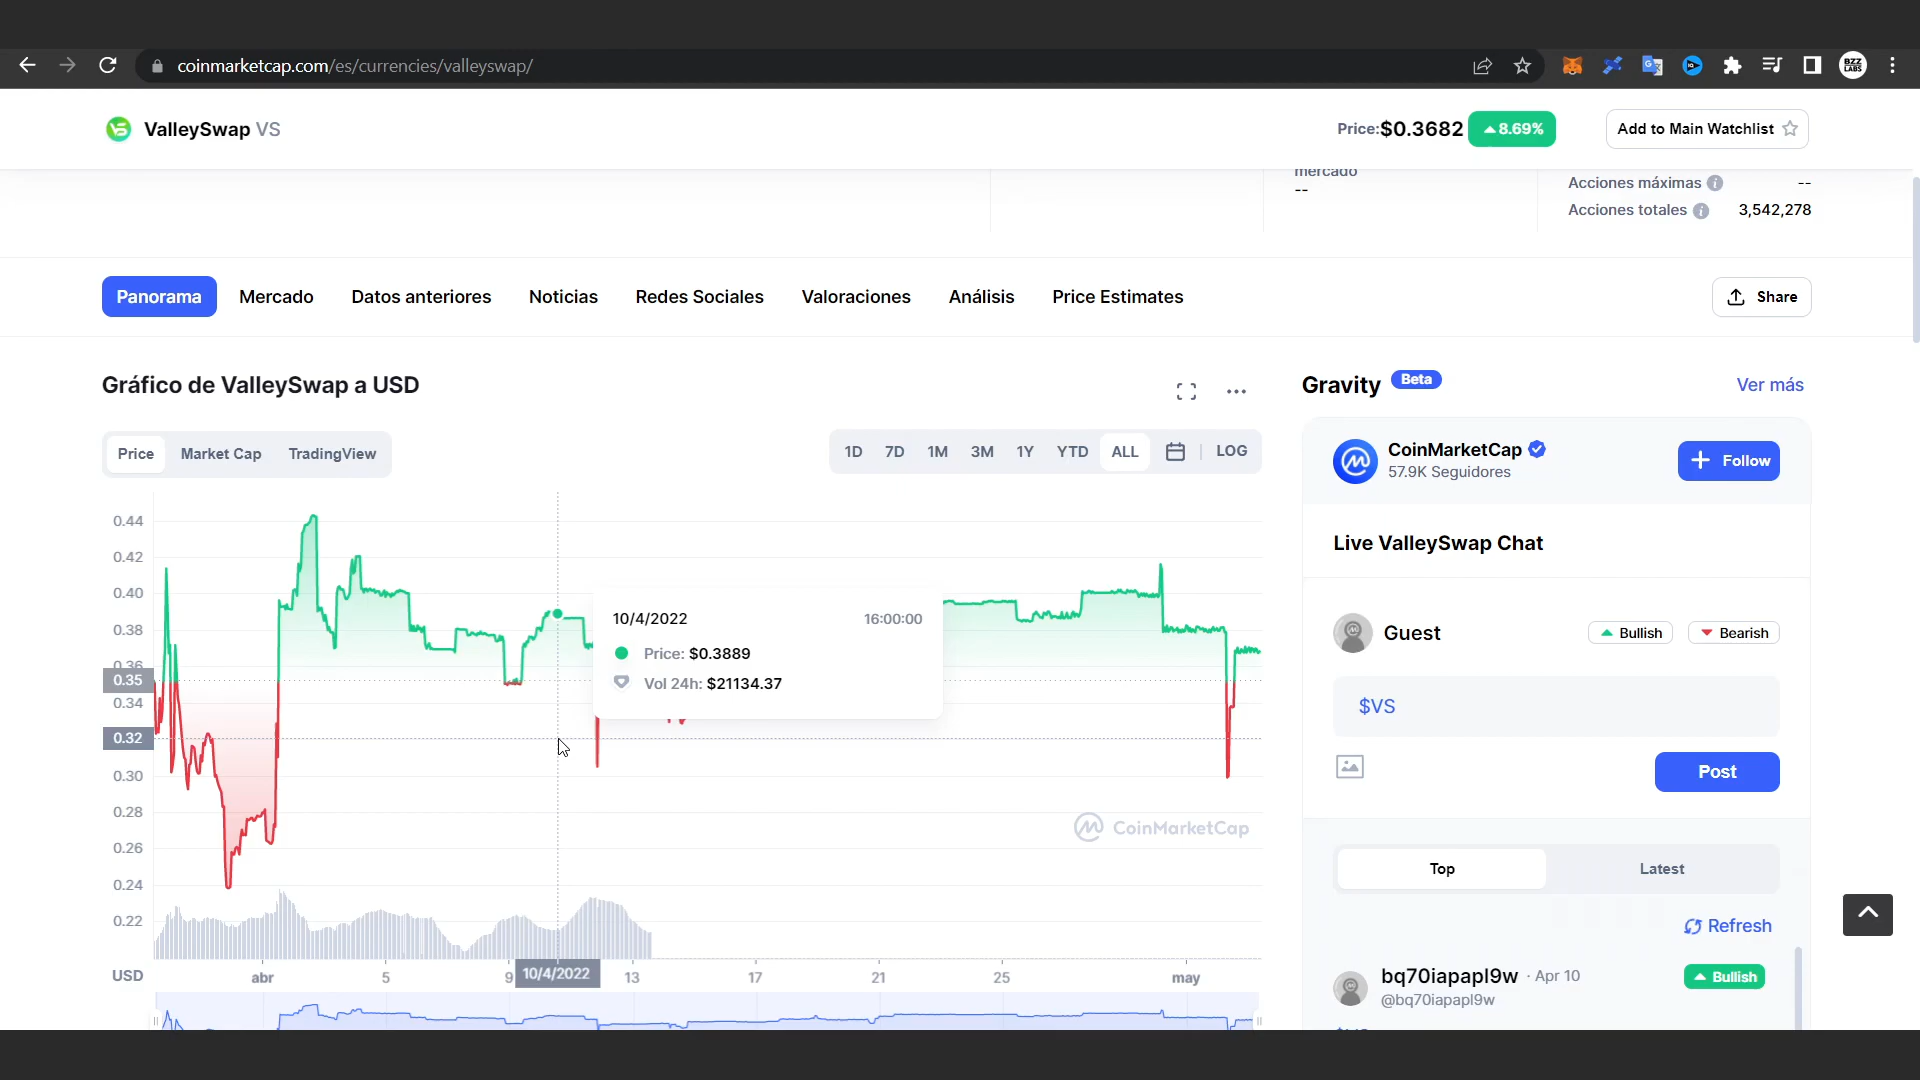 coinmarketcap.com/es/currencies/valleyswap/
BZZ LABS
ValleySwap VS
Price:$0.3682
8.69%
Add to Main Watchlist
mercado
--
Acciones máximas
--
Acciones totales
3,542,278
Panorama
Mercado
Datos anteriores
Noticias
Redes Sociales
Valoraciones
Análisis
Price Estimates
Share
Gráfico de ValleySwap a USD
Price
Market Cap
TradingView
1D
7D
1M
3M
1Y
YTD
ALL
LOG
0.44
0.42
0.40
0.38
0.36
0.35
0.34
0.32
0.30
0.28
0.26
0.24
0.22
10/4/2022
16:00:00
Price: $0.3889
Vol 24h: $21134.37
CoinMarketCap
USD
abr
5
9
10/4/2022
13
17
21
25
may
Gravity
Beta
Ver más
CoinMarketCap
57.9K Seguidores
Follow
Live ValleySwap Chat
Guest
Bullish
Bearish
$VS
Post
Top
Latest
Refresh
bq70iapapl9w · Apr 10
@bq70iapapl9w
Bullish